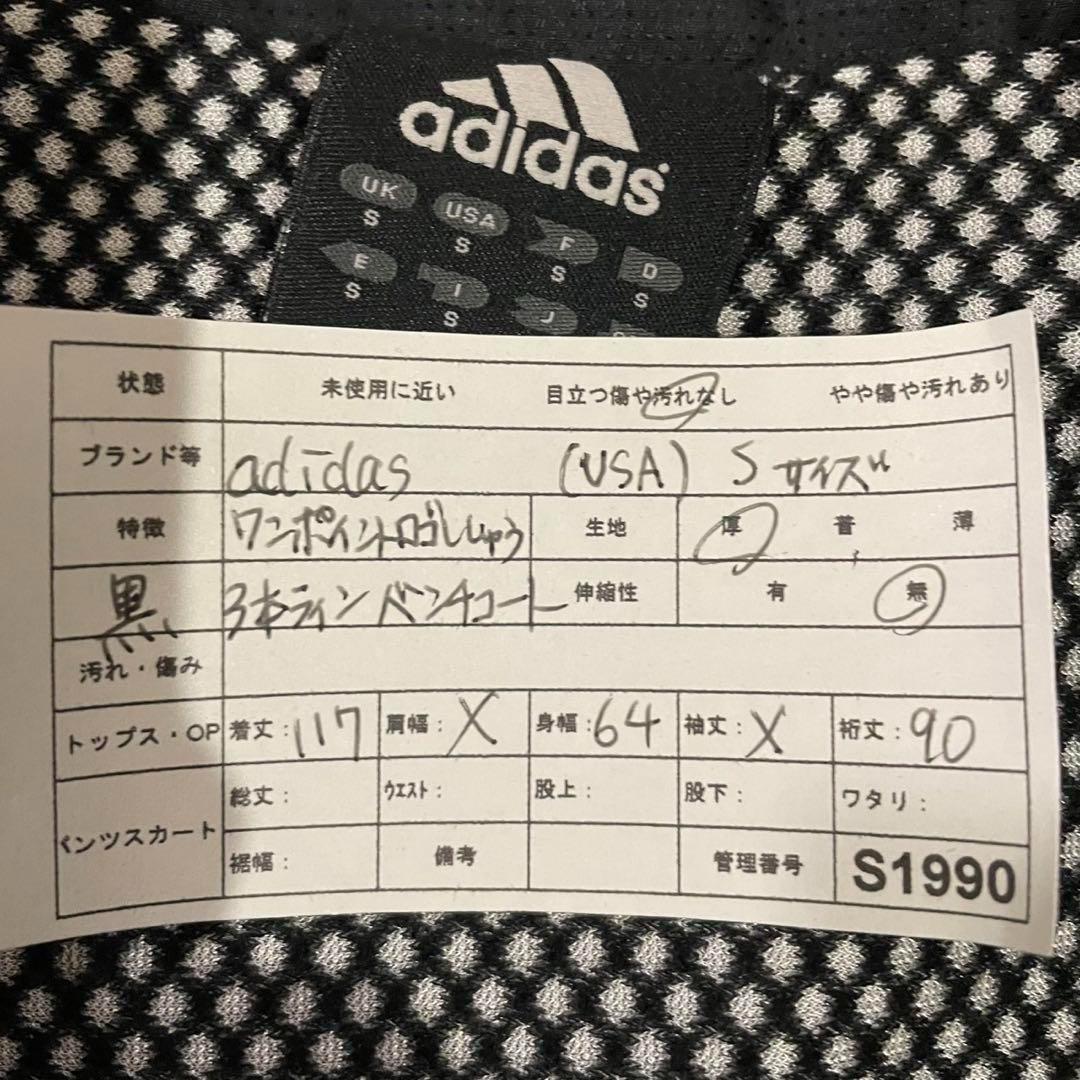 adidas
UK USA F D
S S S S
E I J
S S
状態 未使用に近い 目立つ傷や汚れなし やや傷や汚れあり
ブランド等 adidas (USA) S サイズ
特徴 ワンポイントロゴししゅう 生地 厚 普 薄
黒 3本ライン ベンチコート 伸縮性 有 無
汚れ・傷み
トップス・OP 着丈：117 肩幅：X 身幅：64 袖丈：X 裄丈：90
パンツスカート 総丈： ウエスト： 股上： 股下： ワタリ：
裾幅： 備考 管理番号 S1990